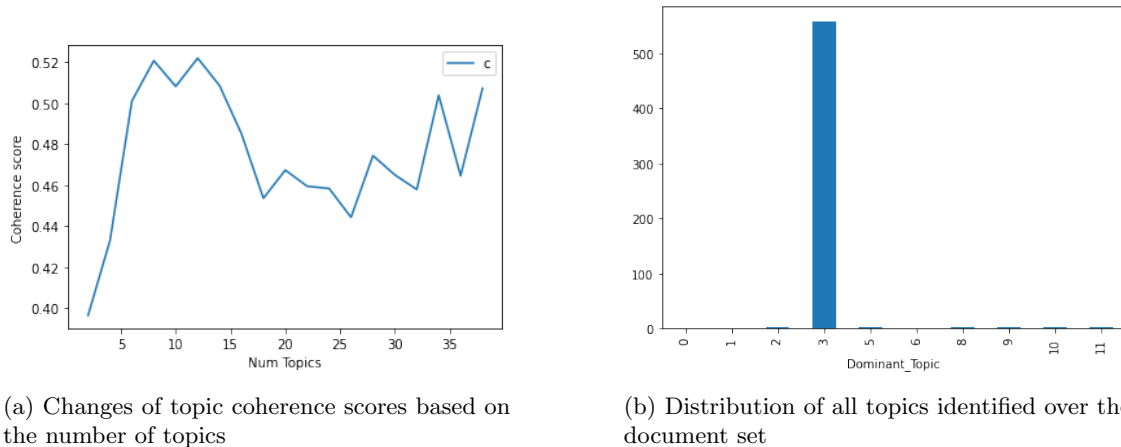 c
0.52
0.50
0.48
0.46
0.44
0.42
0.40
Coherence score
5 10 15 20 25 30 35
Num Topics
500
400
300
200
100
0
0 1 2 3 5 6 8 9 10 11
Dominant_Topic
(a) Changes of topic coherence scores based on
the number of topics
(b) Distribution of all topics identified over the
document set